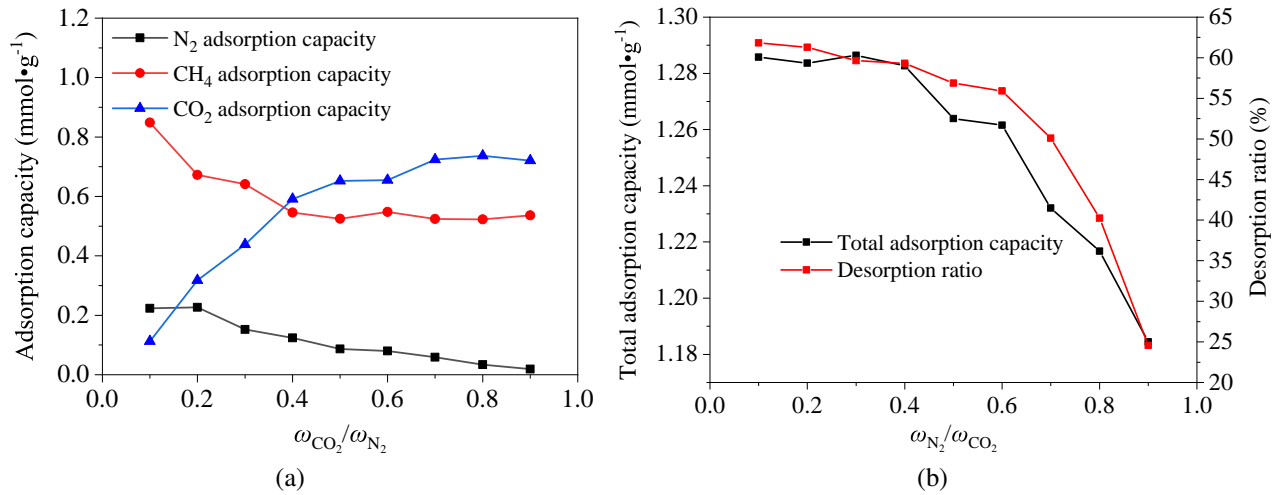 1.2
1.0
0.8
0.6
0.4
0.2
0.0
Adsorption capacity (mmol•g⁻¹)
N₂ adsorption capacity
CH₄ adsorption capacity
CO₂ adsorption capacity
0.0 0.2 0.4 0.6 0.8 1.0
ω_CO₂/ω_N₂
(a)
1.30
1.28
1.26
1.24
1.22
1.20
1.18
Total adsorption capacity (mmol•g⁻¹)
Total adsorption capacity
Desorption ratio
65
60
55
50
45
40
35
30
25
20
Desorption ratio (%)
0.0 0.2 0.4 0.6 0.8 1.0
ω_N₂/ω_CO₂
(b)